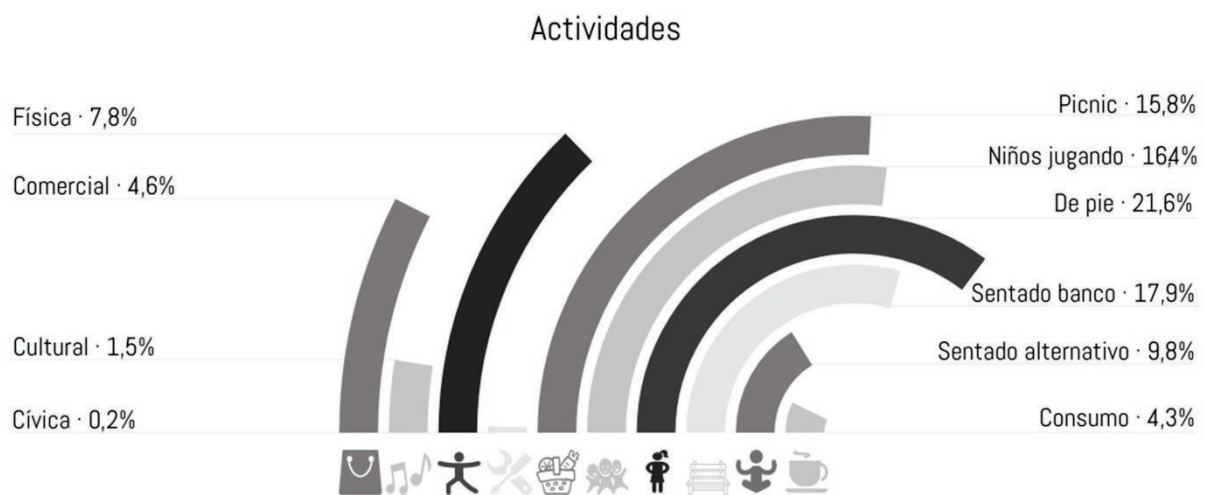 Actividades
Física · 7,8%
Comercial · 4,6%
Cultural · 1,5%
Cívica · 0,2%
Picnic · 15,8%
Niños jugando · 16,4%
De pie · 21,6%
Sentado banco · 17,9%
Sentado alternativo · 9,8%
Consumo · 4,3%